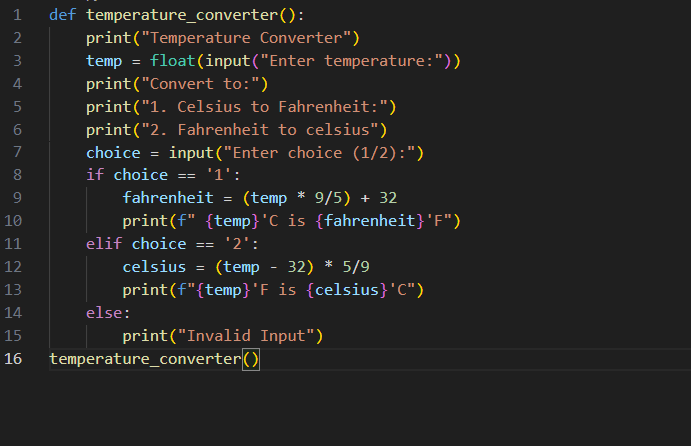 1 def temperature_converter():
2     print("Temperature Converter")
3     temp = float(input("Enter temperature:"))
4     print("Convert to:")
5     print("1. Celsius to Fahrenheit:")
6     print("2. Fahrenheit to celsius")
7     choice = input("Enter choice (1/2):")
8     if choice == '1':
9         fahrenheit = (temp * 9/5) + 32
10         print(f" {temp}'C is {fahrenheit}'F")
11     elif choice == '2':
12         celsius = (temp - 32) * 5/9
13         print(f"{temp}'F is {celsius}'C")
14     else:
15         print("Invalid Input")
16 temperature_converter()